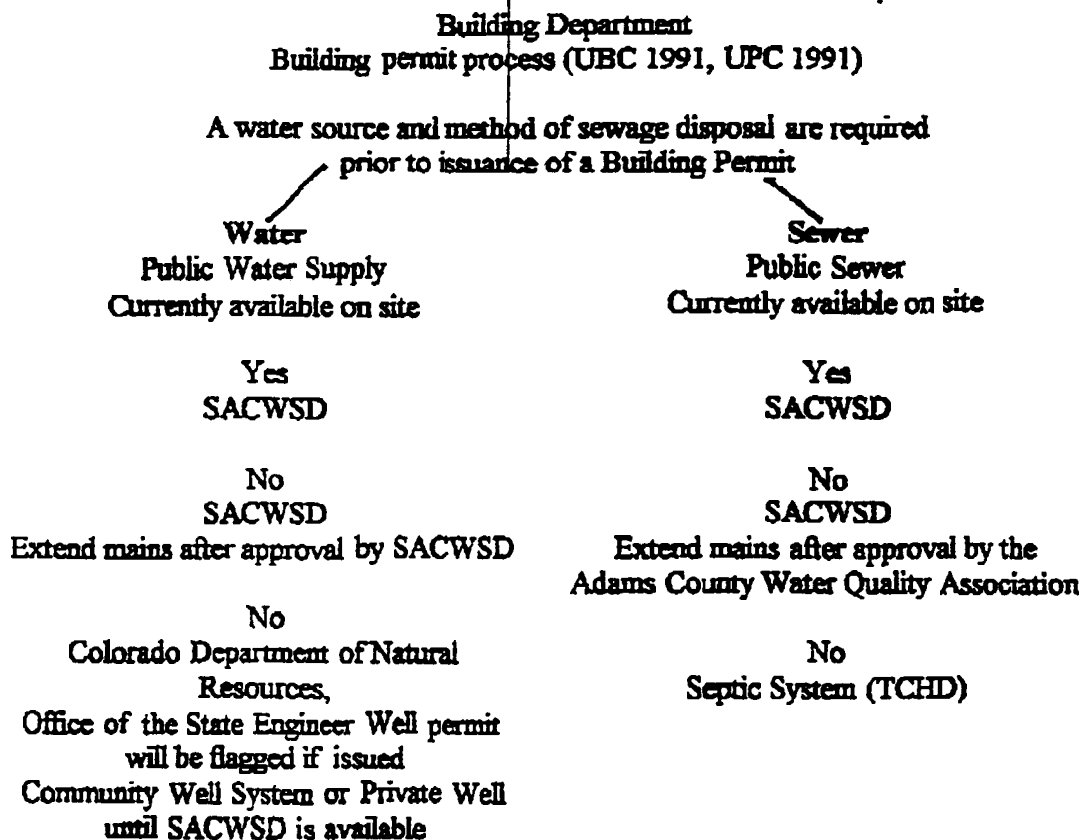 Building Department
Building permit process (UBC 1991, UPC 1991)
A water source and method of sewage disposal are required
prior to issuance of a Building Permit
Water
Public Water Supply
Currently available on site
Yes
SACWSD
No
SACWSD
Extend mains after approval by SACWSD
No
Colorado Department of Natural
Resources,
Office of the State Engineer Well permit
will be flagged if issued
Community Well System or Private Well
until SACWSD is available
Sewer
Public Sewer
Currently available on site
Yes
SACWSD
No
SACWSD
Extend mains after approval by the
Adams County Water Quality Association
No
Septic System (TCHD)